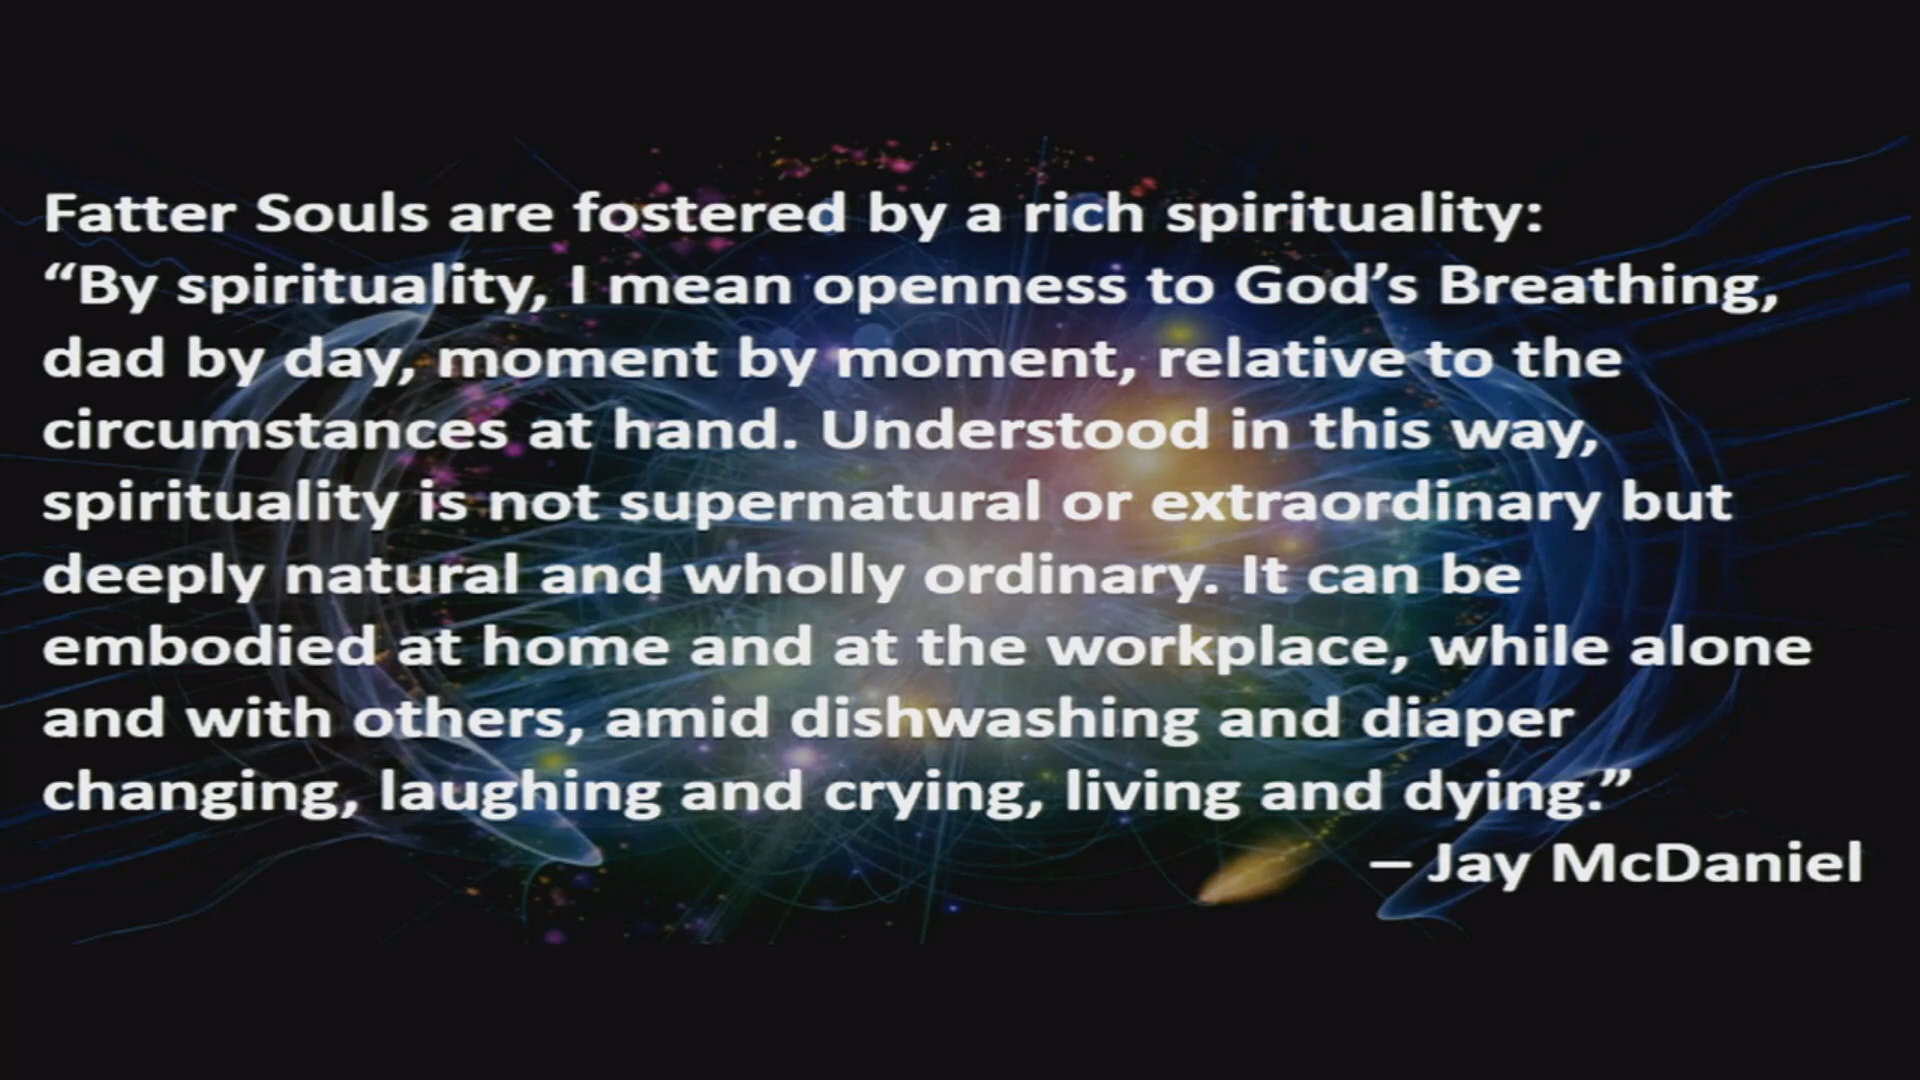 Fatter Souls are fostered by a rich spirituality:
“By spirituality, I mean openness to God’s Breathing,
dad by day, moment by moment, relative to the
circumstances at hand. Understood in this way,
spirituality is not supernatural or extraordinary but
deeply natural and wholly ordinary. It can be
embodied at home and at the workplace, while alone
and with others, amid dishwashing and diaper
changing, laughing and crying, living and dying.”
– Jay McDaniel